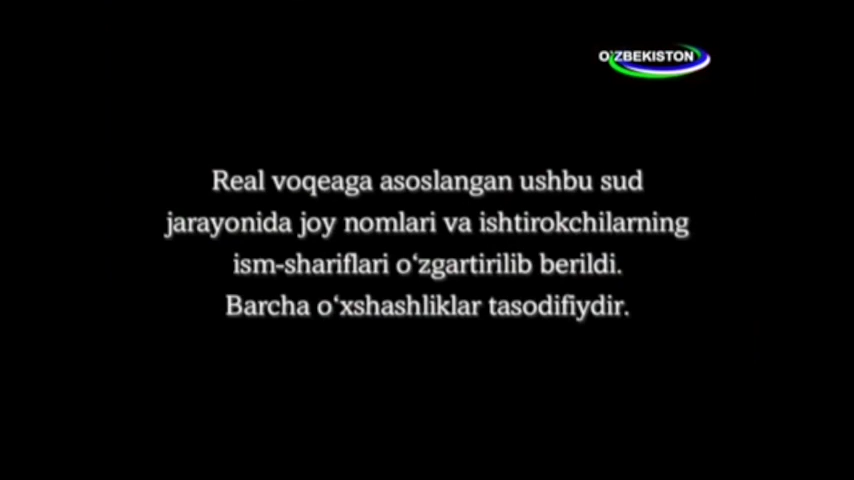 O'ZBEKISTON
Real voqeaga asoslangan ushbu sud
jarayonida joy nomlari va ishtirokchilarning
ism-shariflari o‘zgartirilib berildi.
Barcha o‘xshashliklar tasodifiydir.